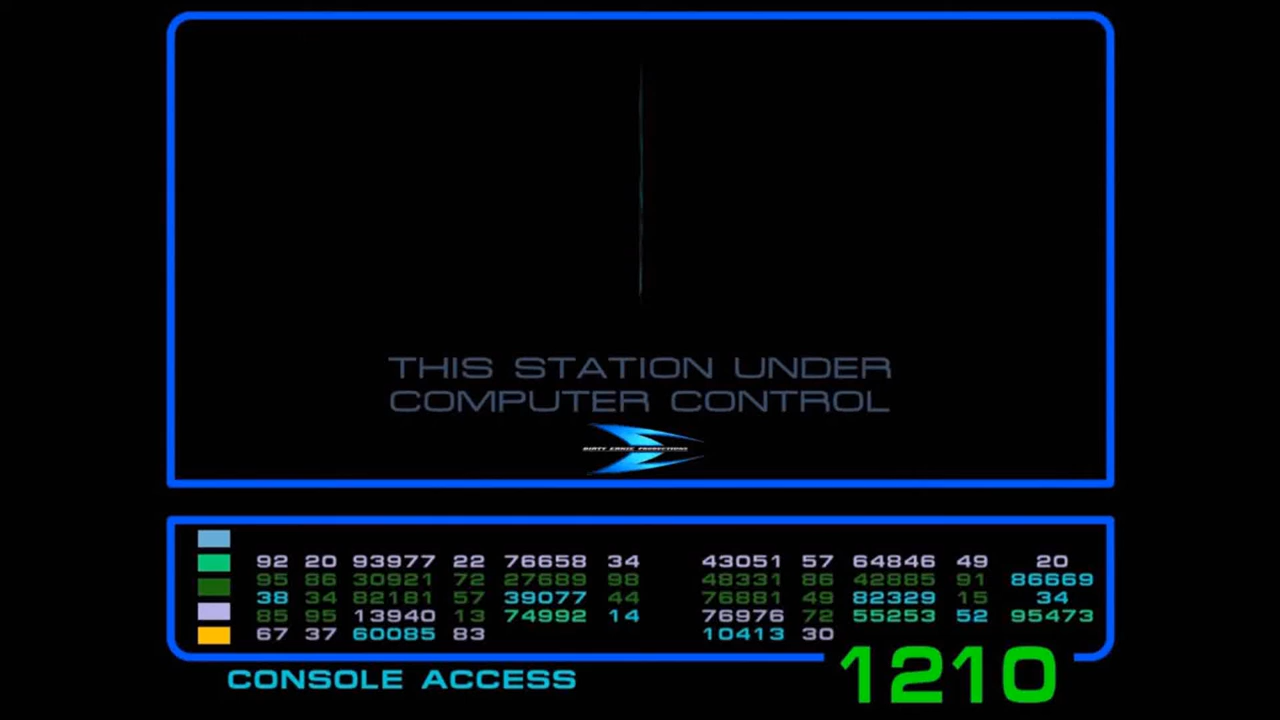 THIS STATION UNDER
COMPUTER CONTROL
DIRTY ERNIE PRODUCTIONS
92 20 93977 22 76658 34 43051 57 64846 49 20
95 86 30921 72 27689 98 48331 86 42885 91 86669
38 34 82181 57 39077 44 76881 49 82329 15 34
85 95 13940 13 74992 14 76976 72 55253 52 95473
67 37 60085 83 10413 30
CONSOLE ACCESS
1210